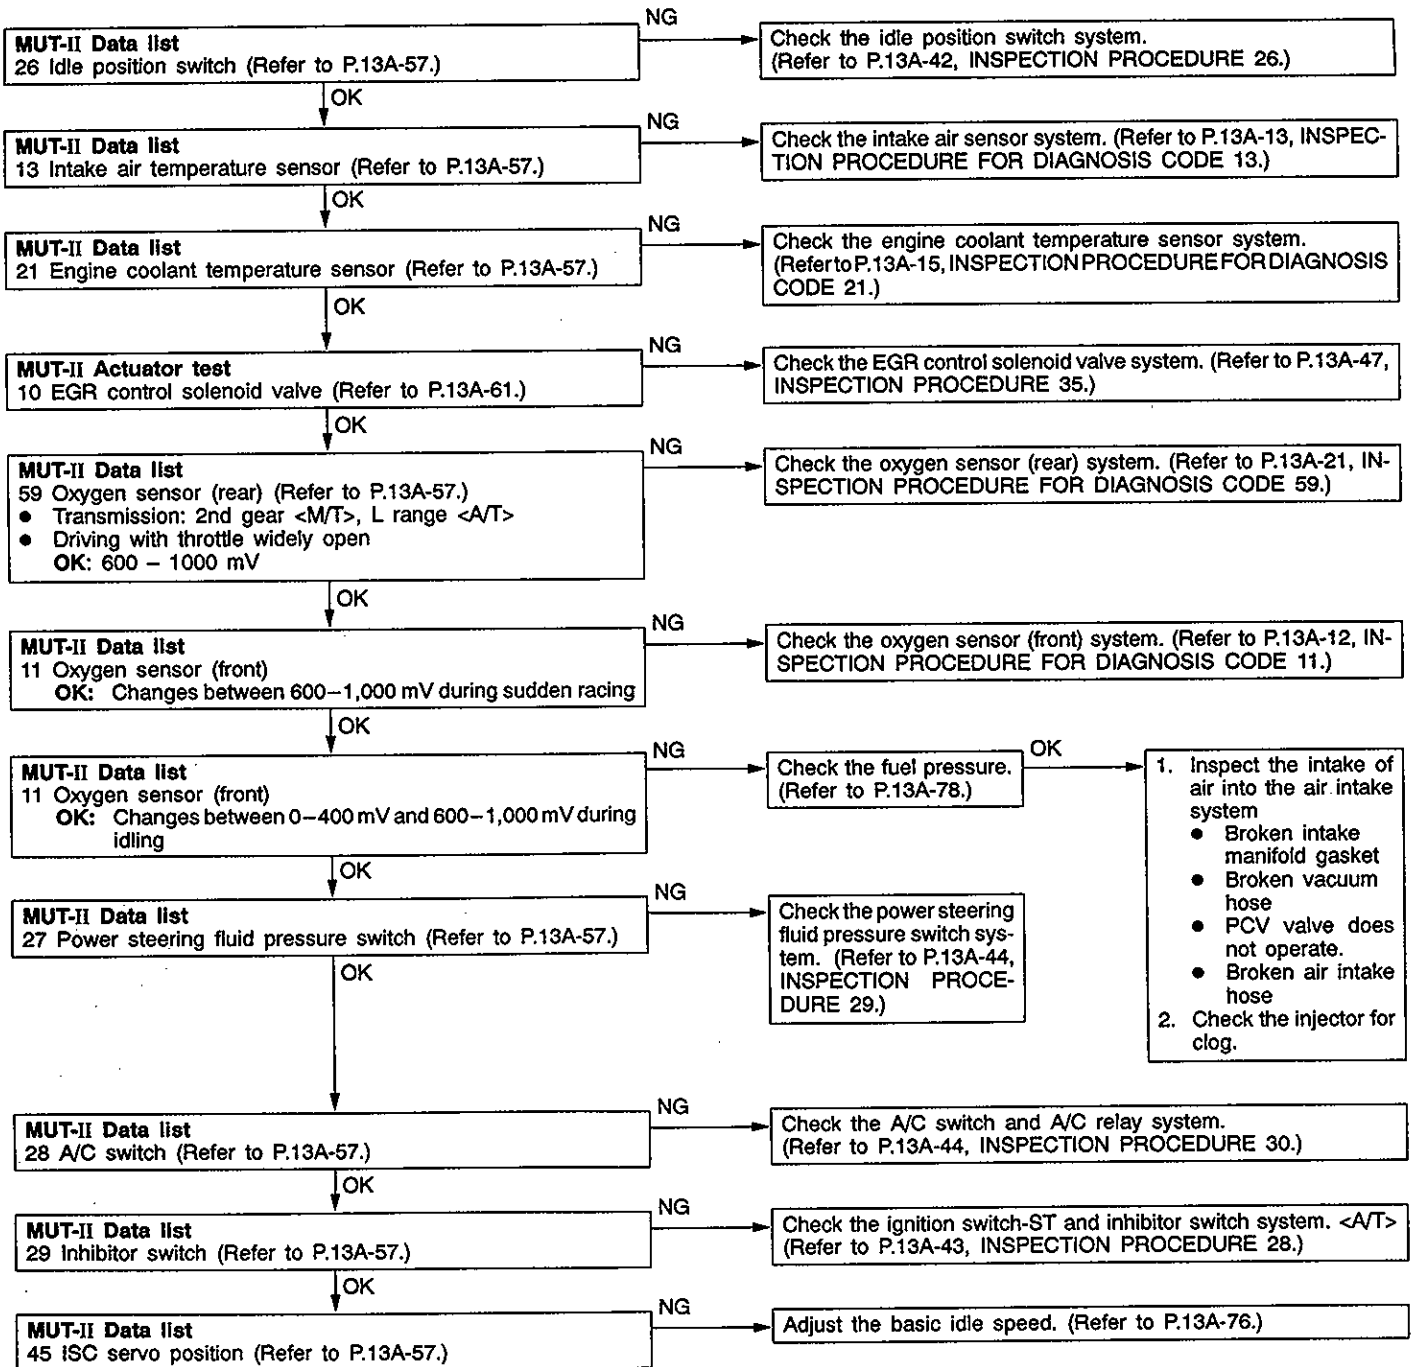 NG
MUT-II Data list
26 Idle position switch (Refer to P.13A-57.)
Check the idle position switch system.
(Refer to P.13A-42, INSPECTION PROCEDURE 26.)
OK
NG
MUT-II Data list
13 Intake air temperature sensor (Refer to P.13A-57.)
Check the intake air sensor system. (Refer to P.13A-13, INSPEC-
TION PROCEDURE FOR DIAGNOSIS CODE 13.)
OK
NG
MUT-II Data list
21 Engine coolant temperature sensor (Refer to P.13A-57.)
Check the engine coolant temperature sensor system.
(Refer to P.13A-15, INSPECTION PROCEDURE FOR DIAGNOSIS
CODE 21.)
OK
NG
MUT-II Actuator test
10 EGR control solenoid valve (Refer to P.13A-61.)
Check the EGR control solenoid valve system. (Refer to P.13A-47,
INSPECTION PROCEDURE 35.)
OK
NG
MUT-II Data list
59 Oxygen sensor (rear) (Refer to P.13A-57.)
● Transmission: 2nd gear <M/T>, L range <A/T>
● Driving with throttle widely open
OK: 600 – 1000 mV
Check the oxygen sensor (rear) system. (Refer to P.13A-21, IN-
SPECTION PROCEDURE FOR DIAGNOSIS CODE 59.)
OK
NG
MUT-II Data list
11 Oxygen sensor (front)
OK: Changes between 600–1,000 mV during sudden racing
Check the oxygen sensor (front) system. (Refer to P.13A-12, IN-
SPECTION PROCEDURE FOR DIAGNOSIS CODE 11.)
OK
NG
MUT-II Data list
11 Oxygen sensor (front)
OK: Changes between 0–400 mV and 600–1,000 mV during
idling
Check the fuel pressure.
(Refer to P.13A-78.)
OK
1. Inspect the intake of
air into the air intake
system
● Broken intake
manifold gasket
● Broken vacuum
hose
● PCV valve does
not operate.
● Broken air intake
hose
2. Check the injector for
clog.
OK
NG
MUT-II Data list
27 Power steering fluid pressure switch (Refer to P.13A-57.)
Check the power steering
fluid pressure switch sys-
tem. (Refer to P.13A-44,
INSPECTION PROCE-
DURE 29.)
OK
NG
MUT-II Data list
28 A/C switch (Refer to P.13A-57.)
Check the A/C switch and A/C relay system.
(Refer to P.13A-44, INSPECTION PROCEDURE 30.)
OK
NG
MUT-II Data list
29 Inhibitor switch (Refer to P.13A-57.)
Check the ignition switch-ST and inhibitor switch system. <A/T>
(Refer to P.13A-43, INSPECTION PROCEDURE 28.)
OK
NG
MUT-II Data list
45 ISC servo position (Refer to P.13A-57.)
Adjust the basic idle speed. (Refer to P.13A-76.)